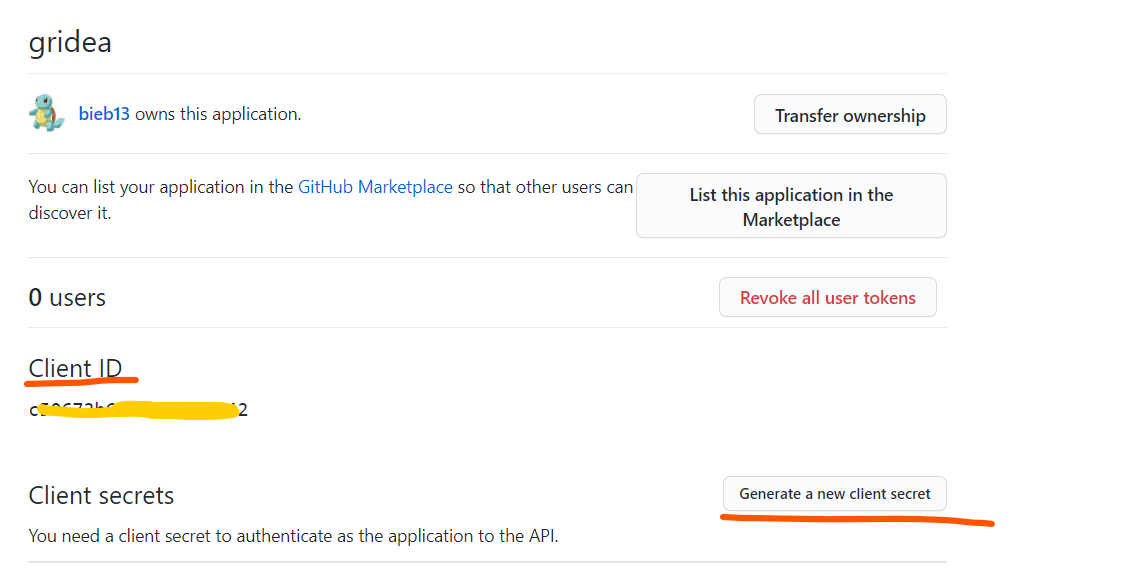 gridea
bieb13 owns this application.
Transfer ownership
You can list your application in the GitHub Marketplace so that other users can
discover it.
List this application in the
Marketplace
0 users
Revoke all user tokens
Client ID
Client secrets
Generate a new client secret
You need a client secret to authenticate as the application to the API.